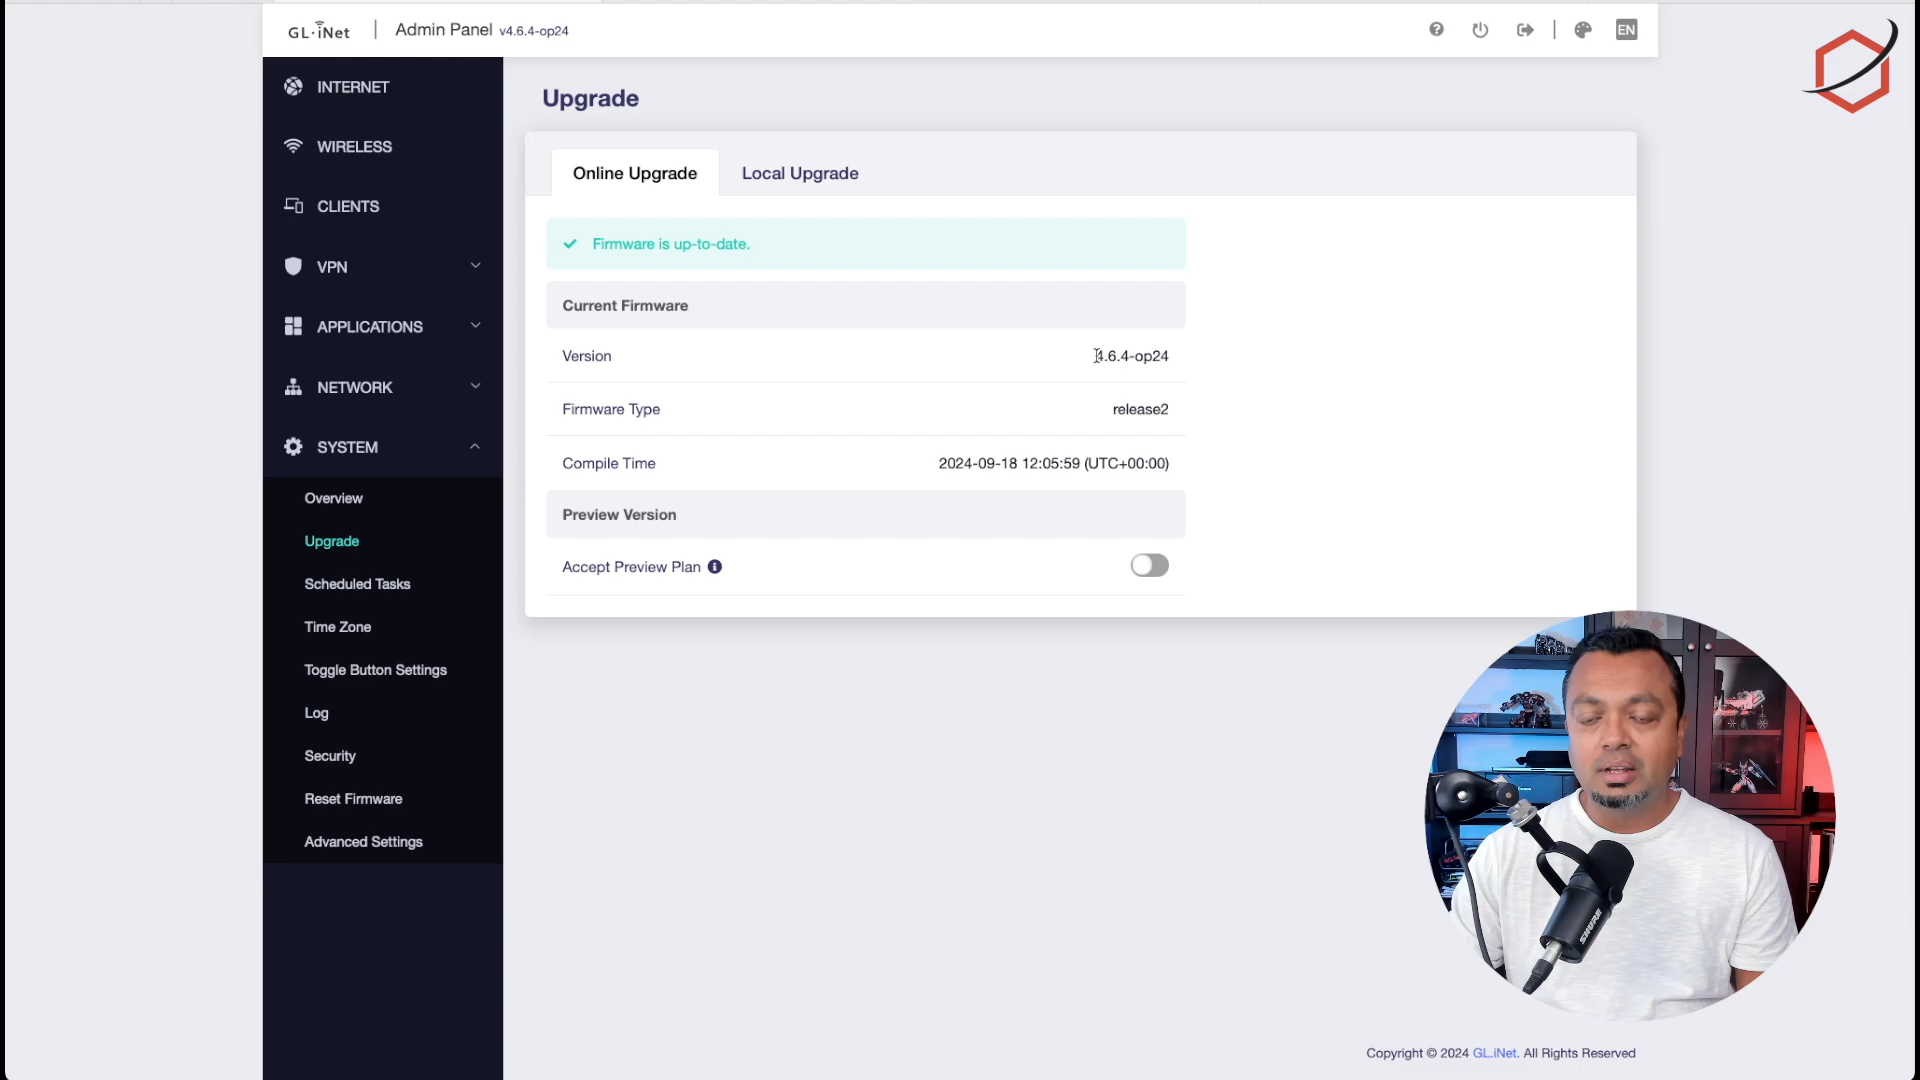 GL·iNet | Admin Panel v4.6.4-op24
EN
INTERNET
WIRELESS
CLIENTS
VPN
APPLICATIONS
NETWORK
SYSTEM
Overview
Upgrade
Scheduled Tasks
Time Zone
Toggle Button Settings
Log
Security
Reset Firmware
Advanced Settings
Upgrade
Online Upgrade
Local Upgrade
Firmware is up-to-date.
Current Firmware
Version 4.6.4-op24
Firmware Type release2
Compile Time 2024-09-18 12:05:59 (UTC+00:00)
Preview Version
Accept Preview Plan
SHURE
Copyright © 2024 GL.iNet. All Rights Reserved